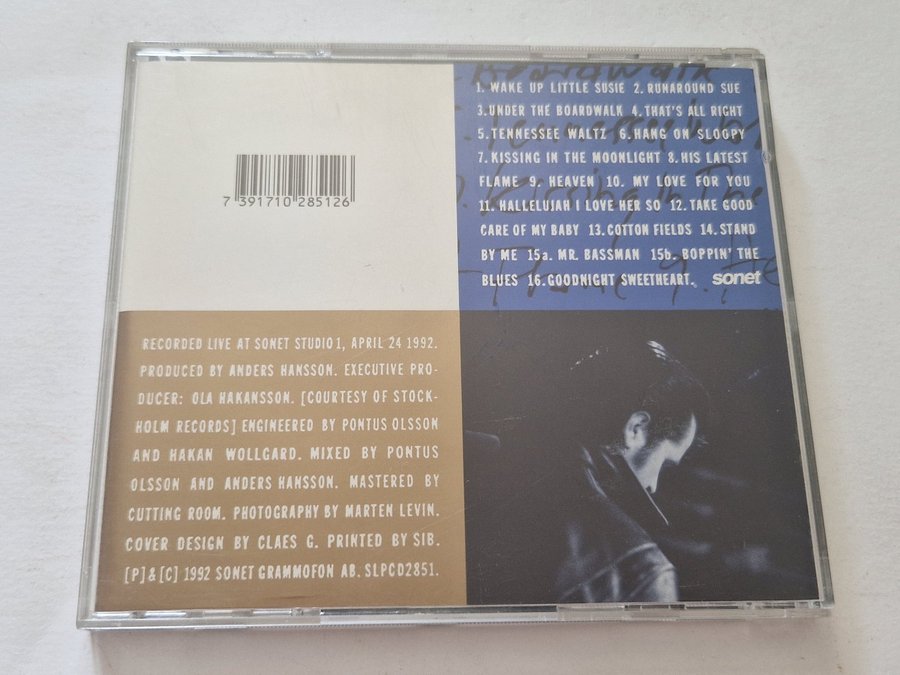 1. WAKE UP LITTLE SUSIE 2. RUNAROUND SUE
3. UNDER THE BOARDWALK 4. THAT'S ALL RIGHT
5. TENNESSEE WALTZ 6. HANG ON SLOOPY
7. KISSING IN THE MOONLIGHT 8. HIS LATEST
FLAME 9. HEAVEN 10. MY LOVE FOR YOU
11. HALLELUJAH I LOVE HER SO 12. TAKE GOOD
CARE OF MY BABY 13. COTTON FIELDS 14. STAND
BY ME 15a. MR. BASSMAN 15b. BOPPIN' THE
BLUES 16. GOODNIGHT SWEETHEART. sonet
7 391710 285126
RECORDED LIVE AT SONET STUDIO 1, APRIL 24 1992.
PRODUCED BY ANDERS HANSSON. EXECUTIVE PRO-
DUCER: OLA HAKANSSON. [COURTESY OF STOCK-
HOLM RECORDS] ENGINEERED BY PONTUS OLSSON
AND HAKAN WOLLGARD. MIXED BY PONTUS
OLSSON AND ANDERS HANSSON. MASTERED BY
CUTTING ROOM. PHOTOGRAPHY BY MARTEN LEVIN.
COVER DESIGN BY CLAES G. PRINTED BY SIB.
[P]&[C] 1992 SONET GRAMMOFON AB. SLPCD2851.